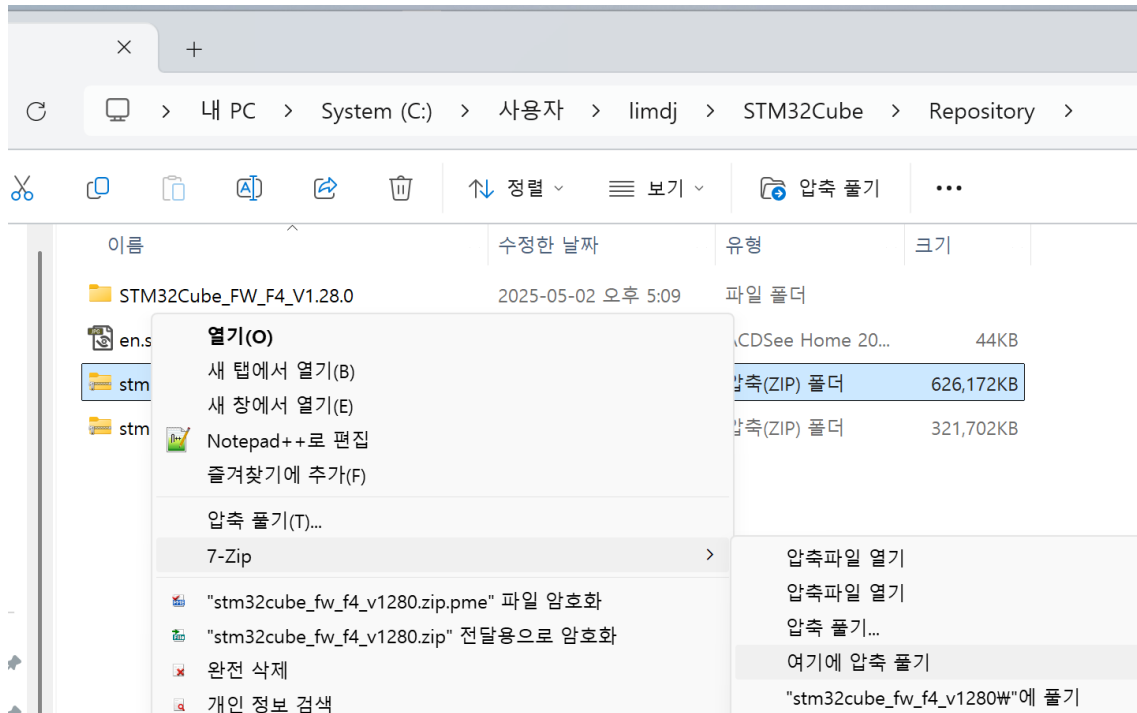 내 PC > System (C:) > 사용자 > limdj > STM32Cube > Repository >
정렬 보기 압축 풀기 ...
이름 수정한 날짜 유형 크기
STM32Cube_FW_F4_V1.28.0 2025-05-02 오후 5:09 파일 폴더
en.s CDSee Home 20... 44KB
stm 압축(ZIP) 폴더 626,172KB
stm 압축(ZIP) 폴더 321,702KB
열기(O)
새 탭에서 열기(B)
새 창에서 열기(E)
Notepad++로 편집
즐겨찾기에 추가(F)
압축 풀기(T)...
7-Zip
"stm32cube_fw_f4_v1280.zip.pme" 파일 암호화
"stm32cube_fw_f4_v1280.zip" 전달용으로 암호화
완전 삭제
개인 정보 검색
압축파일 열기
압축파일 열기
압축 풀기...
여기에 압축 풀기
"stm32cube_fw_f4_v1280₩"에 풀기